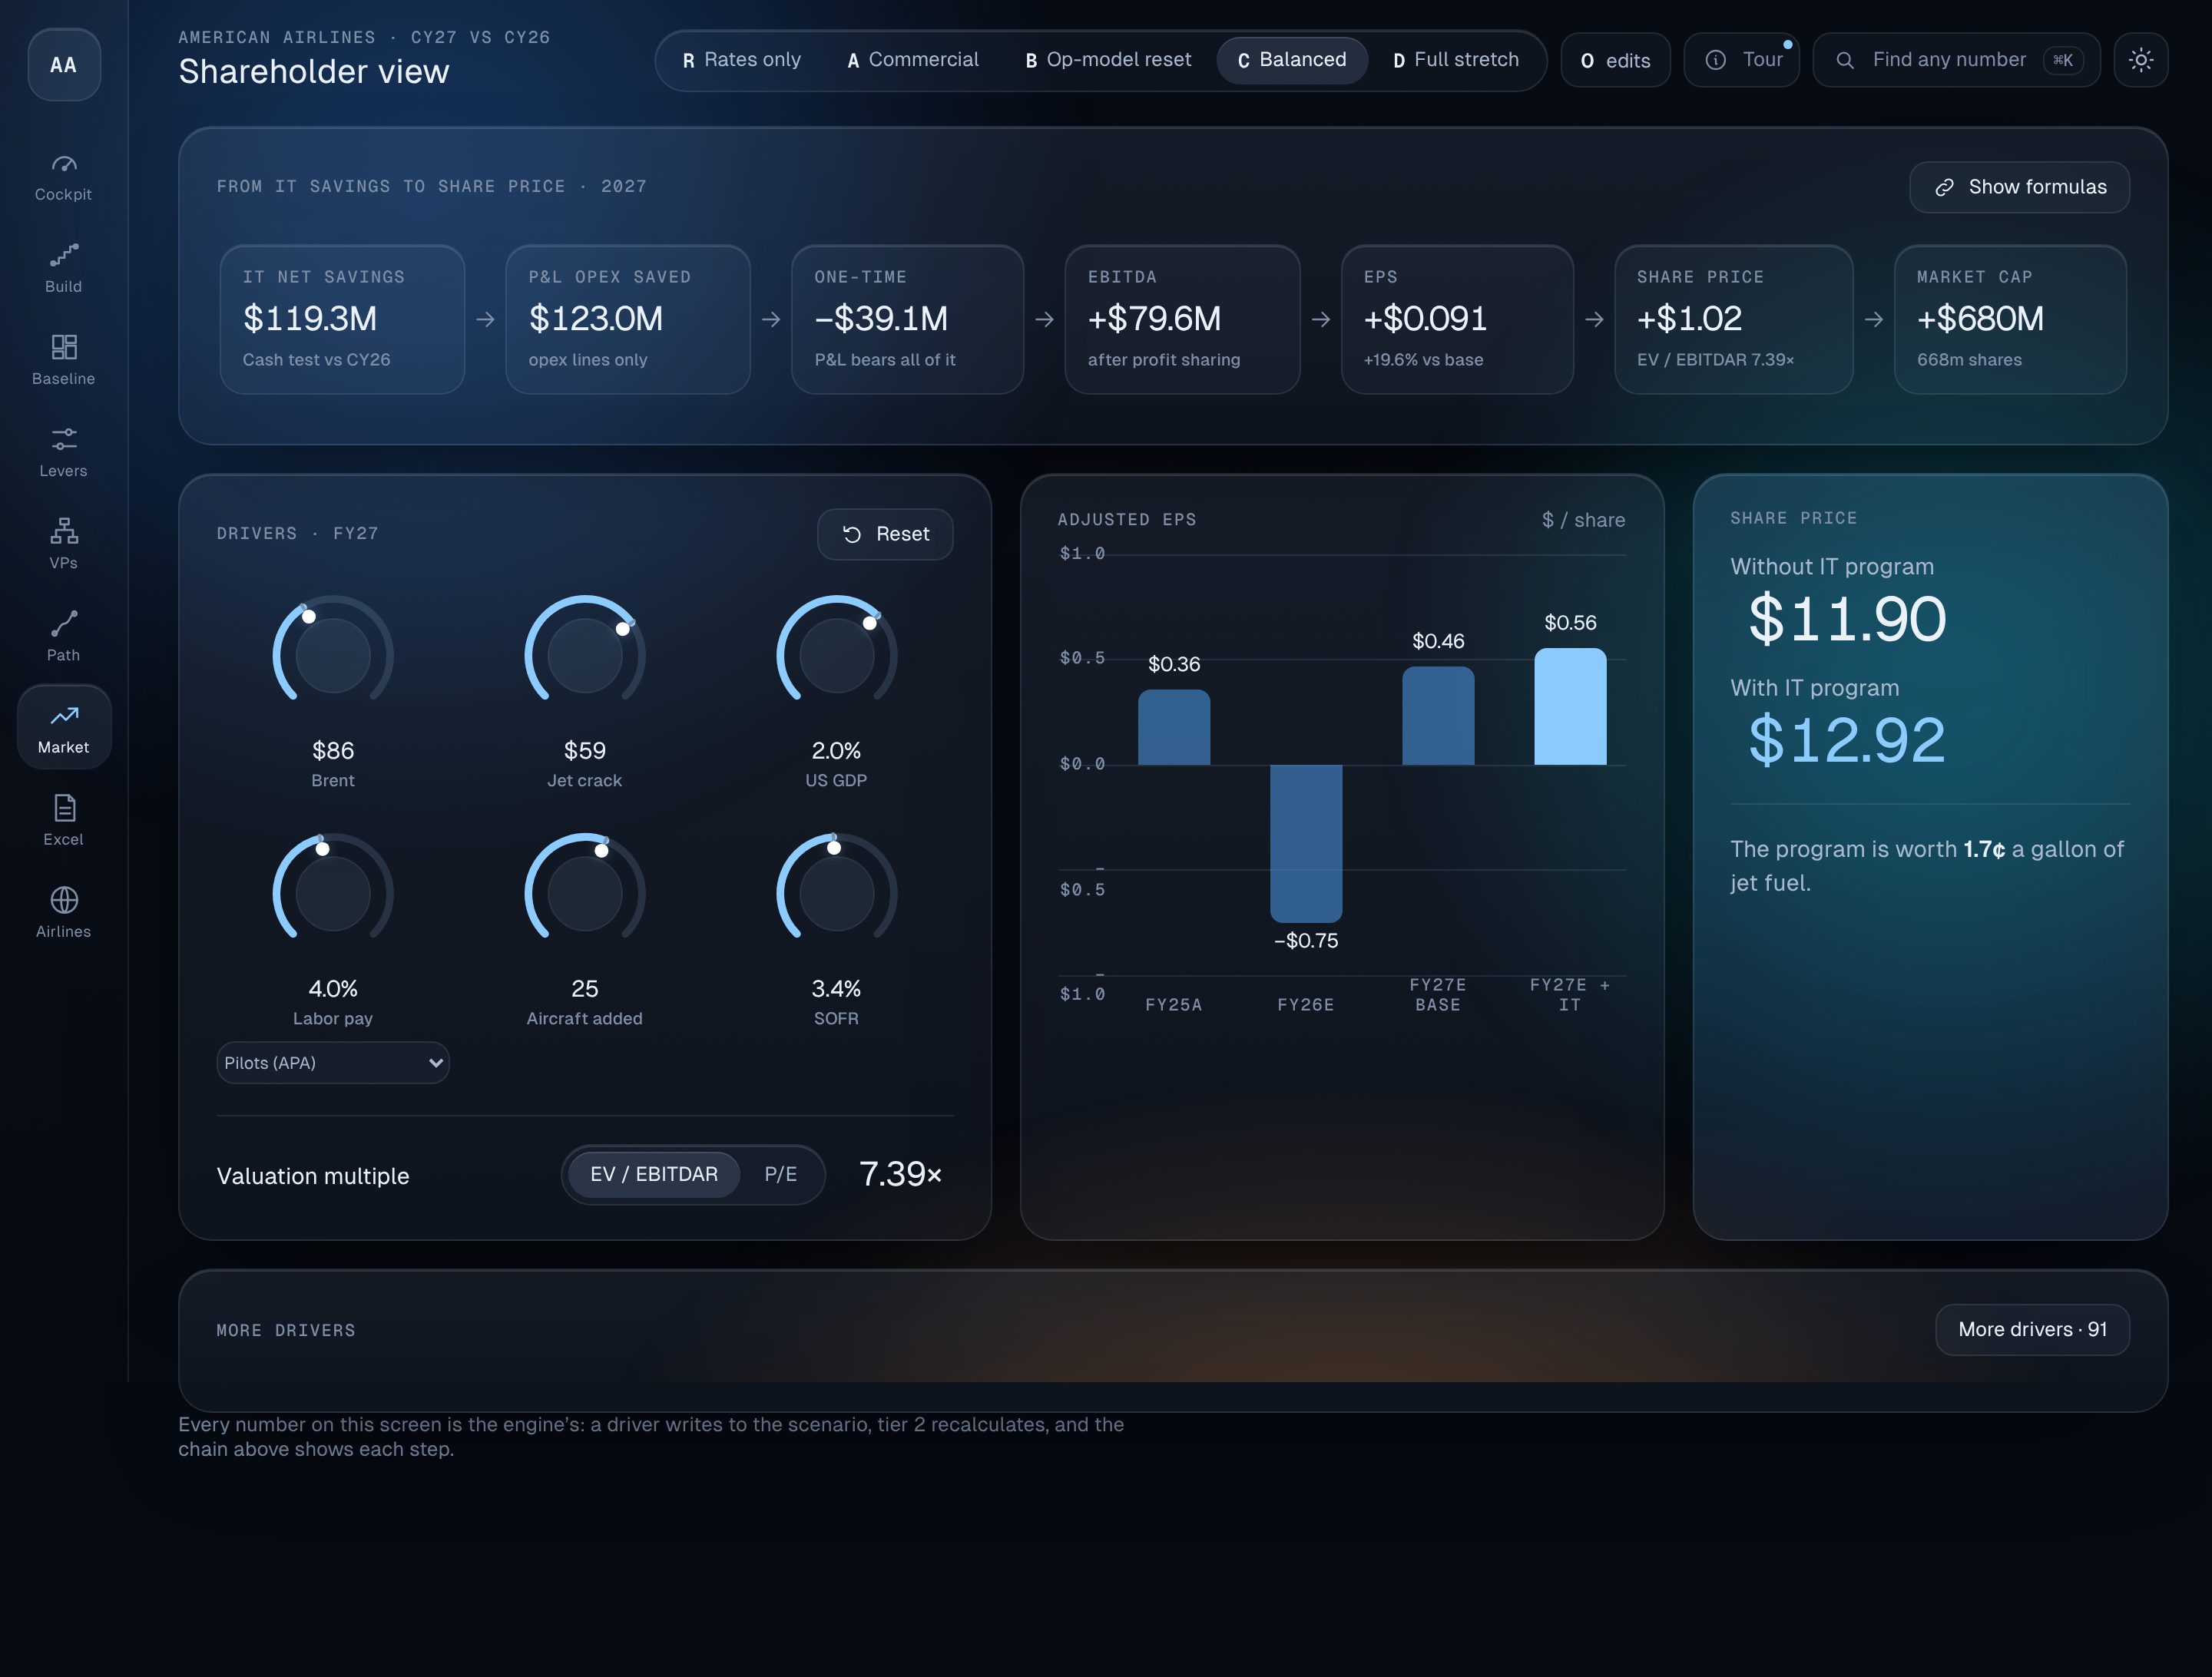 AA
AMERICAN AIRLINES · CY27 VS CY26
Shareholder view
R Rates only
A Commercial
B Op-model reset
C Balanced
D Full stretch
0 edits
Tour
Find any number ⌘K
Cockpit
Build
Baseline
Levers
VPs
Path
Market
Excel
Airlines
FROM IT SAVINGS TO SHARE PRICE · 2027
Show formulas
IT NET SAVINGS
$119.3M
Cash test vs CY26
P&L OPEX SAVED
$123.0M
opex lines only
ONE-TIME
−$39.1M
P&L bears all of it
EBITDA
+$79.6M
after profit sharing
EPS
+$0.091
+19.6% vs base
SHARE PRICE
+$1.02
EV / EBITDAR 7.39×
MARKET CAP
+$680M
668m shares
DRIVERS · FY27
Reset
$86
Brent
$59
Jet crack
2.0%
US GDP
4.0%
Labor pay
25
Aircraft added
3.4%
SOFR
Pilots (APA)
Valuation multiple
EV / EBITDAR
P/E
7.39×
ADJUSTED EPS
$ / share
$1.0
$0.5
$0.0
−
$0.5
−
$1.0
$0.36
−$0.75
$0.46
$0.56
FY25A
FY26E
FY27E
BASE
FY27E +
IT
SHARE PRICE
Without IT program
$11.90
With IT program
$12.92
The program is worth 1.7¢ a gallon of
jet fuel.
MORE DRIVERS
More drivers · 91
Every number on this screen is the engine’s: a driver writes to the scenario, tier 2 recalculates, and the
chain above shows each step.